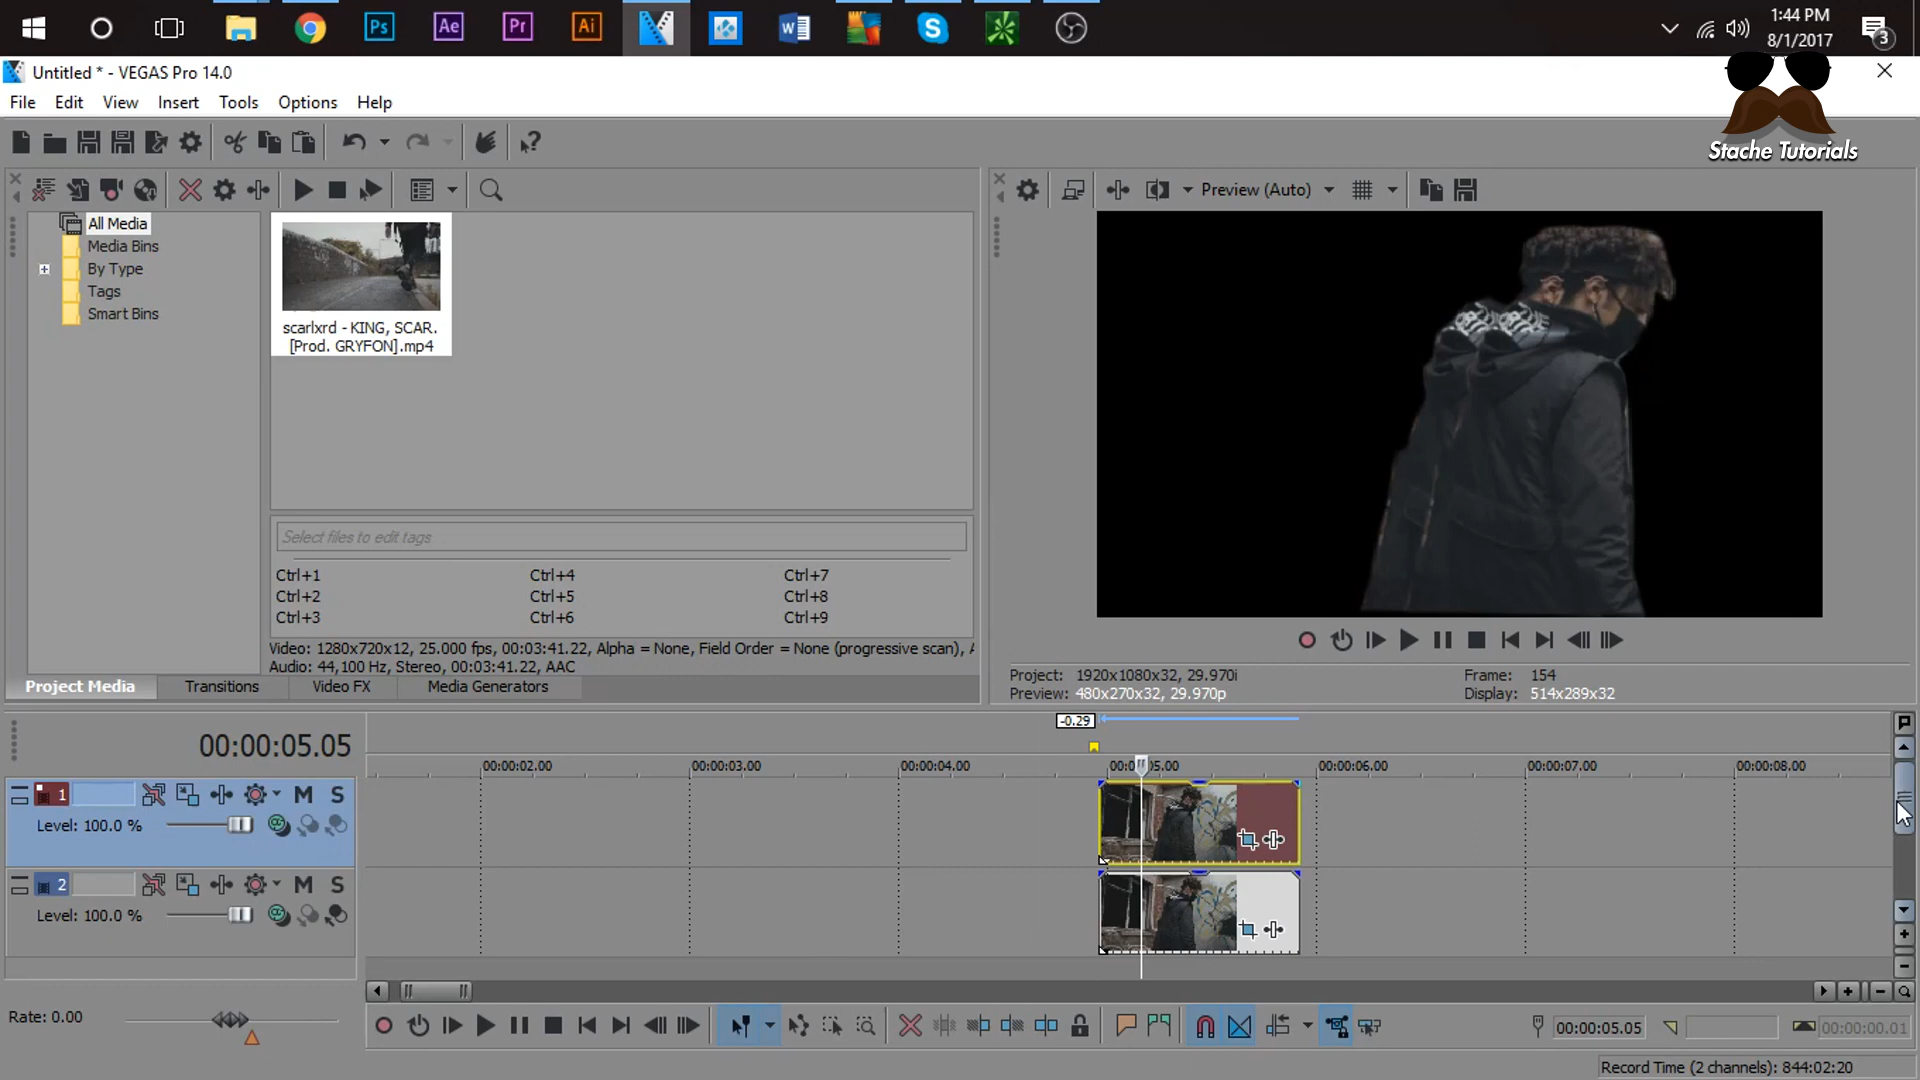 Ps
Ae
Pr
Ai
W
S
1:44 PM
8/1/2017
3
Untitled * - VEGAS Pro 14.0
File Edit View Insert Tools Options Help
Stache Tutorials
Preview (Auto)
All Media
Media Bins
By Type
Tags
Smart Bins
scarlxrd - KING, SCAR.
[Prod. GRYFON].mp4
Select files to edit tags
Ctrl+1 Ctrl+4 Ctrl+7
Ctrl+2 Ctrl+5 Ctrl+8
Ctrl+3 Ctrl+6 Ctrl+9
Video: 1280x720x12, 25.000 fps, 00:03:41.22, Alpha = None, Field Order = None (progressive scan), A
Audio: 44,100 Hz, Stereo, 00:03:41.22, AAC
Project Media Transitions Video FX Media Generators
Project: 1920x1080x32, 29.970i Frame: 154
Preview: 480x270x32, 29.970p Display: 514x289x32
-0.29
00:00:05.05
00:00:02.00 00:00:03.00 00:00:04.00 00:00:05.00 00:00:06.00 00:00:07.00 00:00:08.00
1 M S
Level: 100.0 %
2 M S
Level: 100.0 %
Rate: 0.00
00:00:05.05
00:00:00.01
Record Time (2 channels): 844:02:20